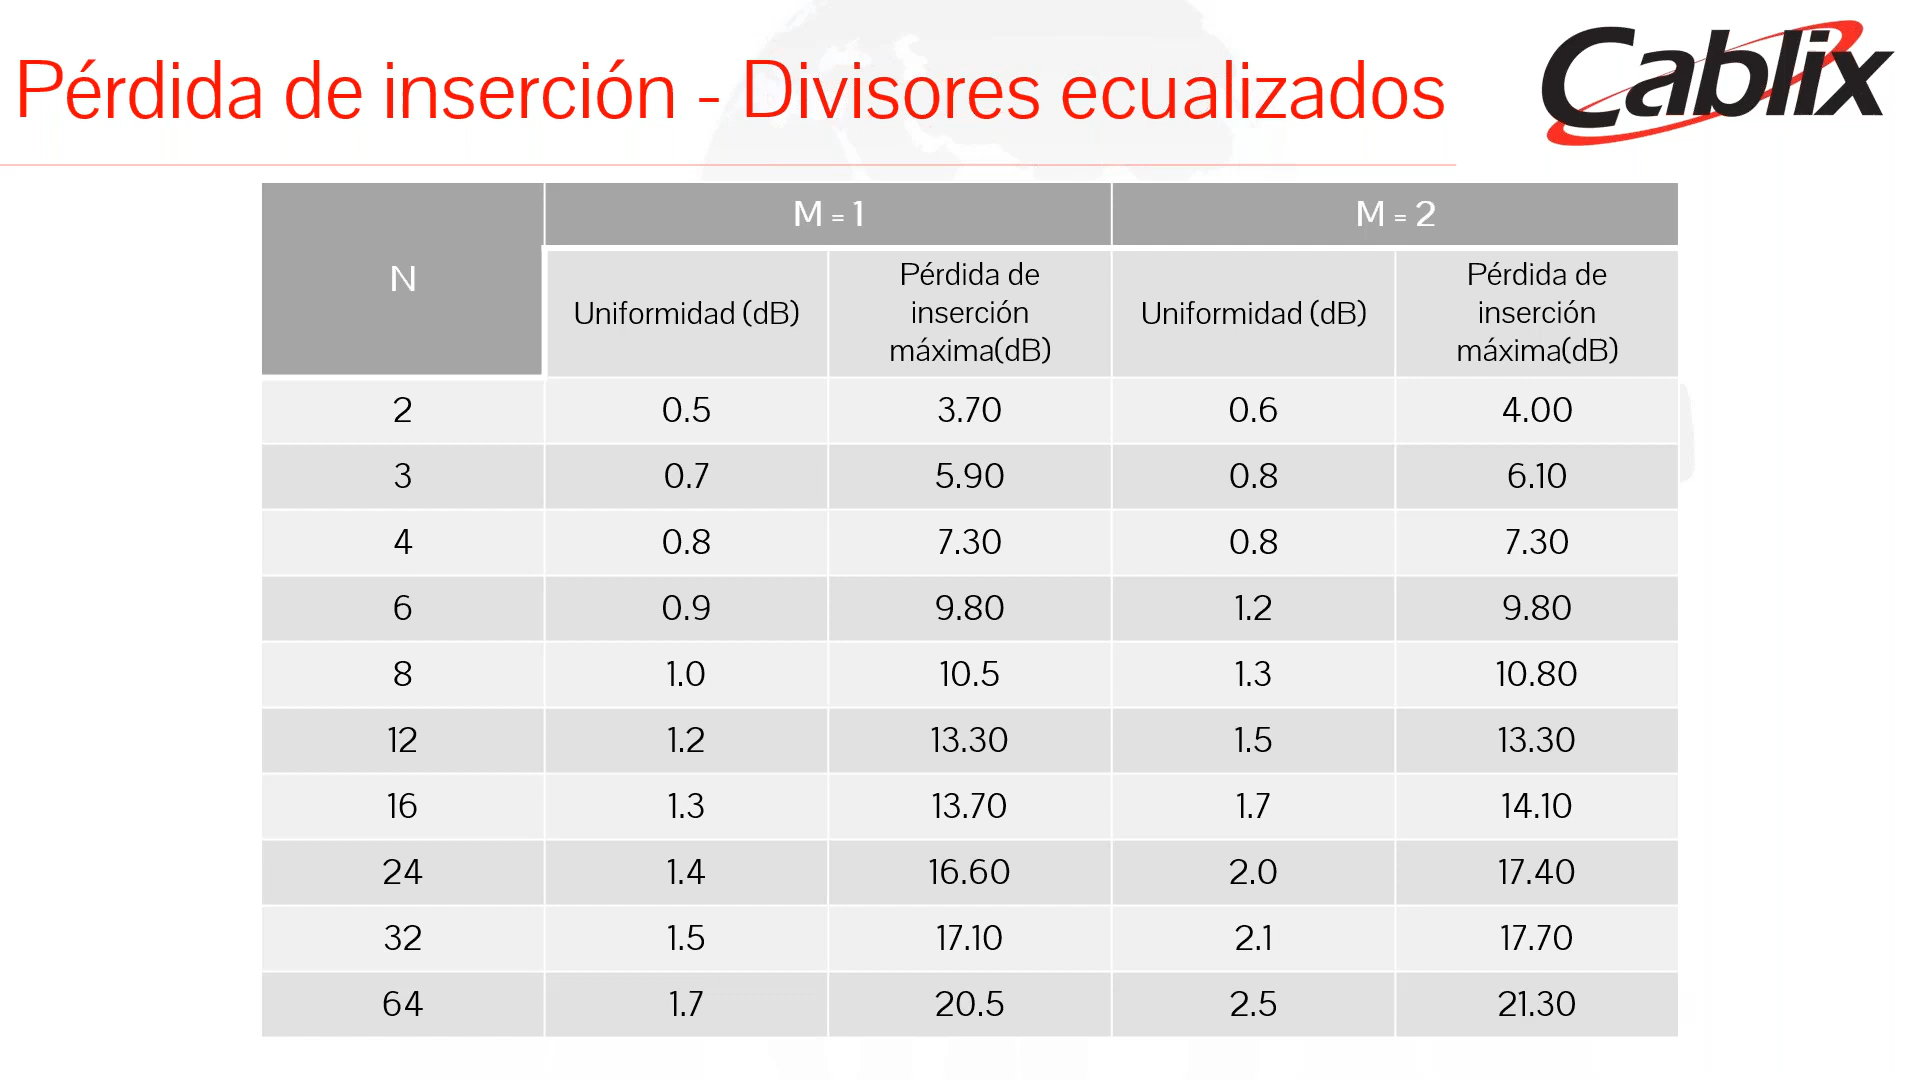 Pérdida de inserción - Divisores ecualizados
Cablix
N
M = 1
M = 2
Uniformidad (dB)
Pérdida de
inserción
máxima(dB)
Uniformidad (dB)
Pérdida de
inserción
máxima(dB)
2 0.5 3.70 0.6 4.00
3 0.7 5.90 0.8 6.10
4 0.8 7.30 0.8 7.30
6 0.9 9.80 1.2 9.80
8 1.0 10.5 1.3 10.80
12 1.2 13.30 1.5 13.30
16 1.3 13.70 1.7 14.10
24 1.4 16.60 2.0 17.40
32 1.5 17.10 2.1 17.70
64 1.7 20.5 2.5 21.30